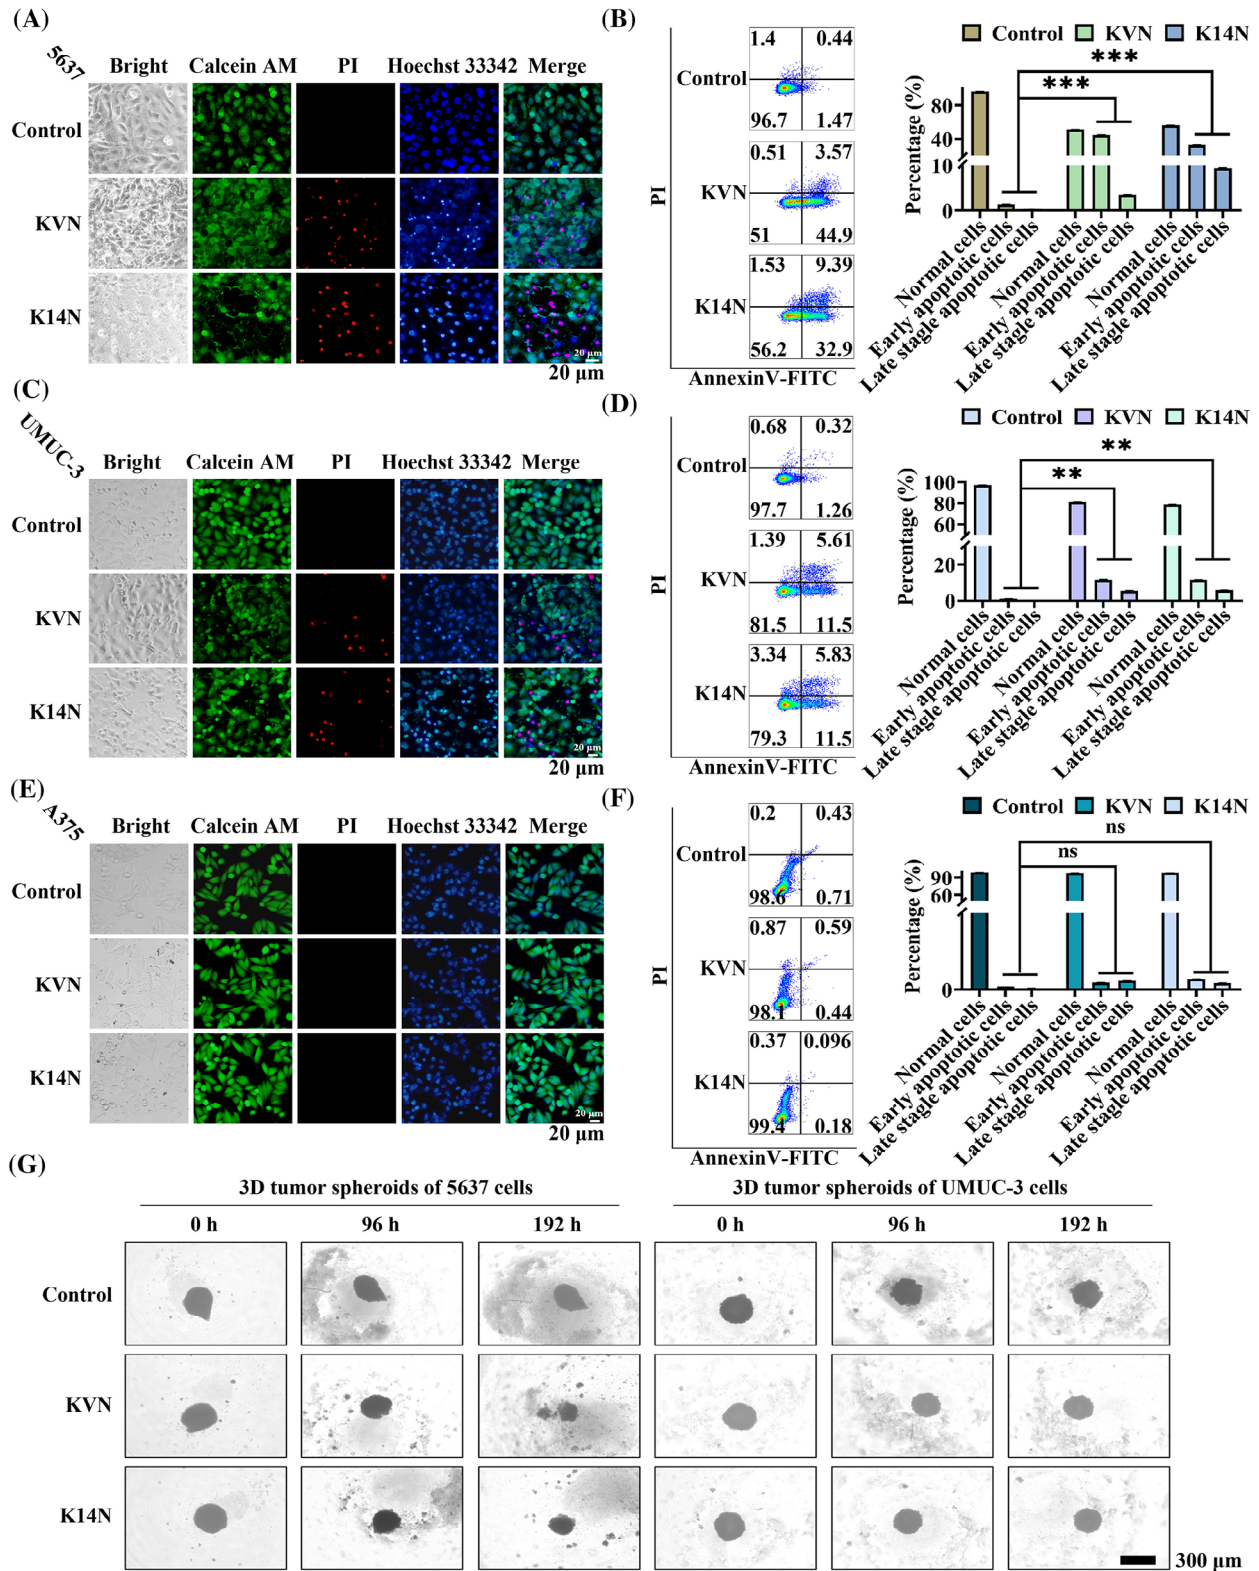 (A)
5637
Bright Calcein AM PI Hoechst 33342 Merge
Control
KVN
K14N
20 µm
20 µm
(B)
Control
1.4 0.44
96.7 1.47
KVN
0.51 3.57
51 44.9
K14N
1.53 9.39
56.2 32.9
PI
AnnexinV-FITC
Control KVN K14N
***
***
Percentage (%)
80
40
10
0
Normal cells
Early apoptotic cells
Late stagle apoptotic cells
Normal cells
Early apoptotic cells
Late stagle apoptotic cells
Normal cells
Early apoptotic cells
Late stagle apoptotic cells
(C)
UMUC-3
Bright Calcein AM PI Hoechst 33342 Merge
Control
KVN
K14N
20 µm
20 µm
(D)
Control
0.68 0.32
97.7 1.26
KVN
1.39 5.61
81.5 11.5
K14N
3.34 5.83
79.3 11.5
PI
AnnexinV-FITC
Control KVN K14N
**
**
Percentage (%)
100
80
60
20
10
0
Normal cells
Early apoptotic cells
Late stagle apoptotic cells
Normal cells
Early apoptotic cells
Late stagle apoptotic cells
Normal cells
Early apoptotic cells
Late stagle apoptotic cells
(E)
A375
Bright Calcein AM PI Hoechst 33342 Merge
Control
KVN
K14N
20 µm
20 µm
(F)
Control
0.2 0.43
98.6 0.71
KVN
0.87 0.59
98.1 0.44
K14N
0.37 0.096
99.4 0.18
PI
AnnexinV-FITC
Control KVN K14N
ns
ns
Percentage (%)
90
60
0
Normal cells
Early apoptotic cells
Late stagle apoptotic cells
Normal cells
Early apoptotic cells
Late stagle apoptotic cells
Normal cells
Early apoptotic cells
Late stagle apoptotic cells
(G)
3D tumor spheroids of 5637 cells 3D tumor spheroids of UMUC-3 cells
0 h 96 h 192 h 0 h 96 h 192 h
Control
KVN
K14N
300 µm